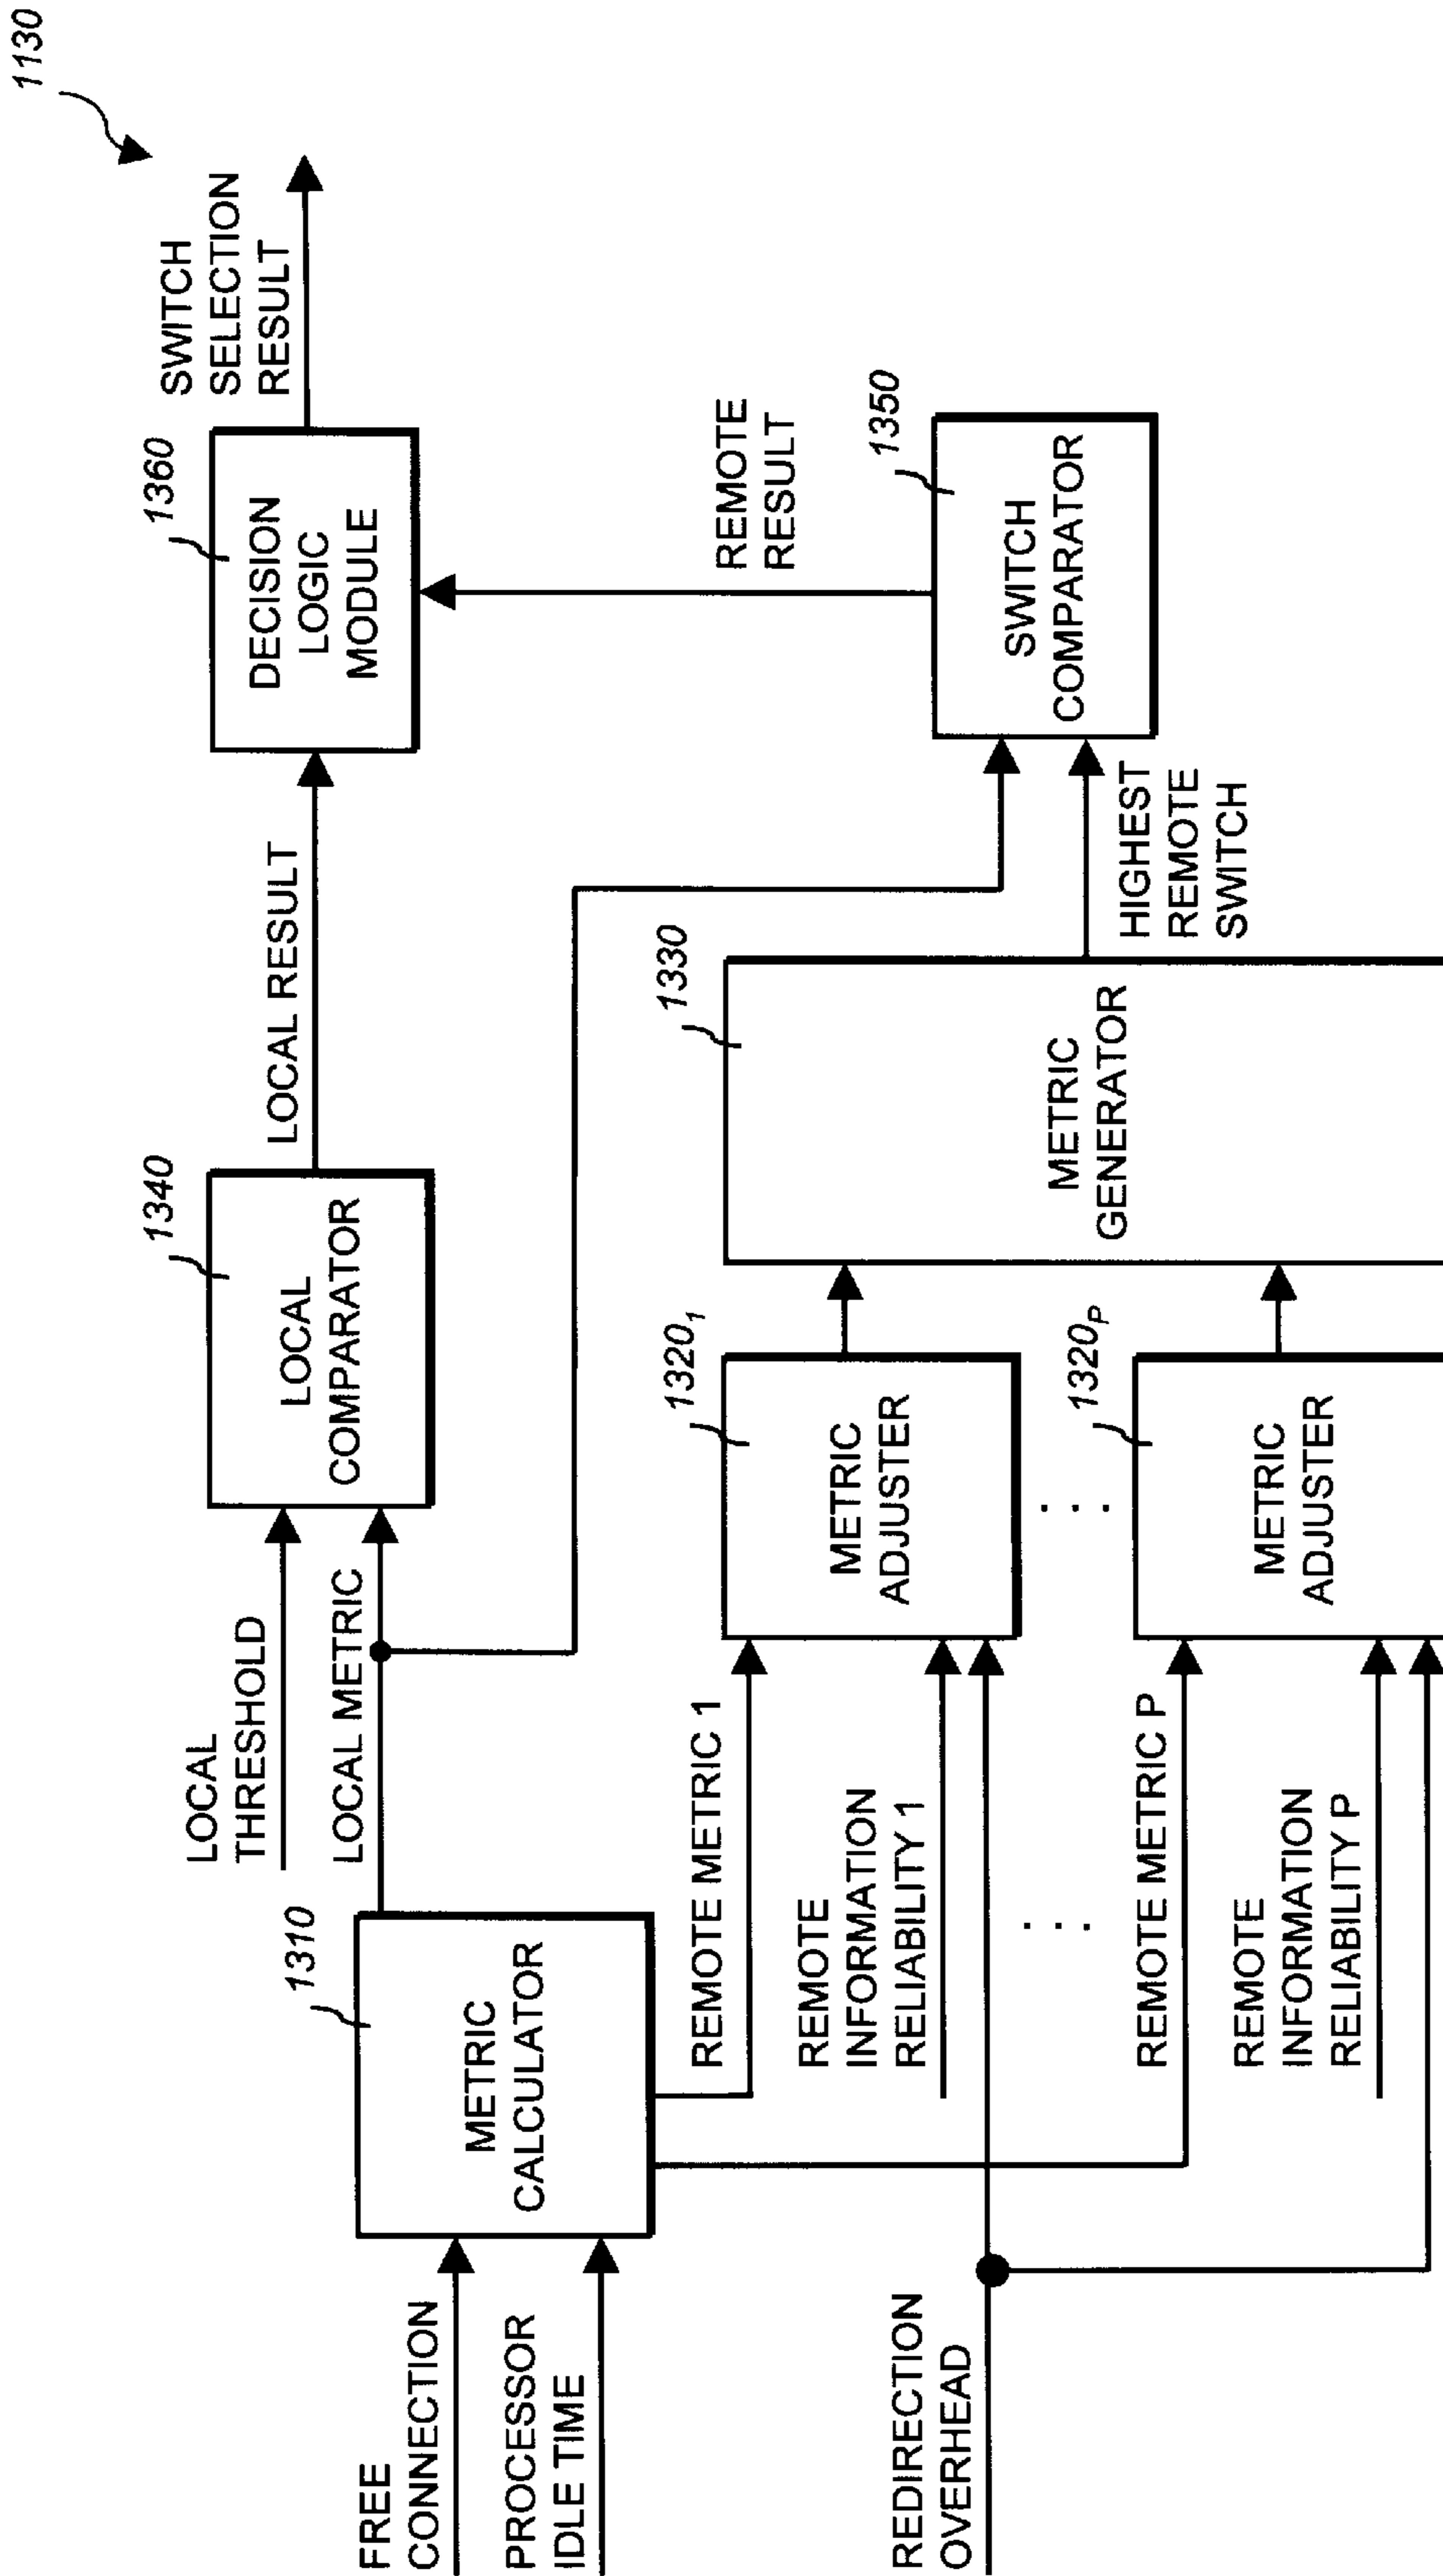 1130
FREE
CONNECTION
PROCESSOR
IDLE TIME
1310
METRIC
CALCULATOR
LOCAL
THRESHOLD
LOCAL METRIC
1340
LOCAL
COMPARATOR
LOCAL RESULT
1360
DECISION
LOGIC
MODULE
SWITCH
SELECTION
RESULT
REDIRECTION
OVERHEAD
REMOTE METRIC 1
REMOTE
INFORMATION
RELIABILITY 1
. . .
REMOTE METRIC P
REMOTE
INFORMATION
RELIABILITY P
1320₁
METRIC
ADJUSTER
. . .
1320ₚ
METRIC
ADJUSTER
1330
METRIC
GENERATOR
HIGHEST
REMOTE
SWITCH
1350
SWITCH
COMPARATOR
REMOTE
RESULT